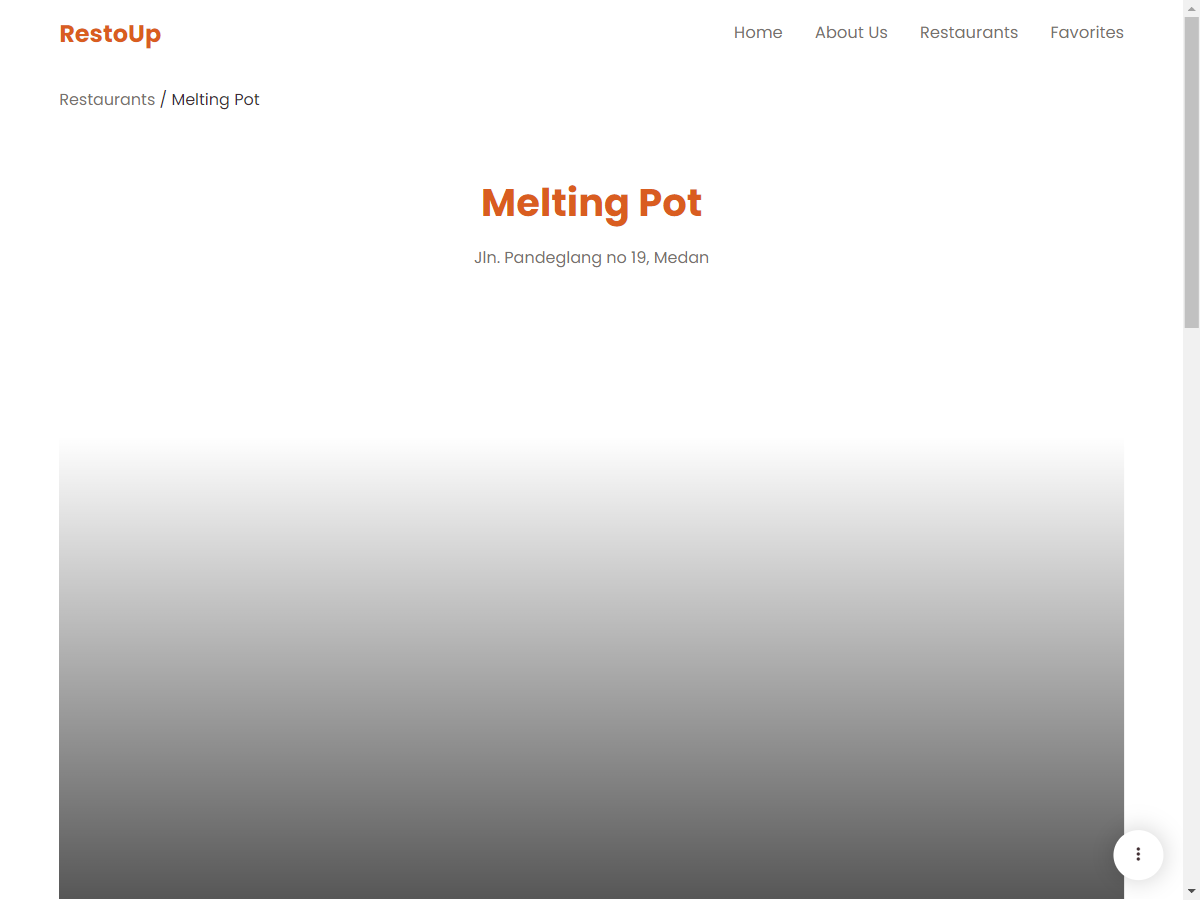 RestoUp
Home About Us Restaurants Favorites
Restaurants / Melting Pot
Melting Pot
Jln. Pandeglang no 19, Medan